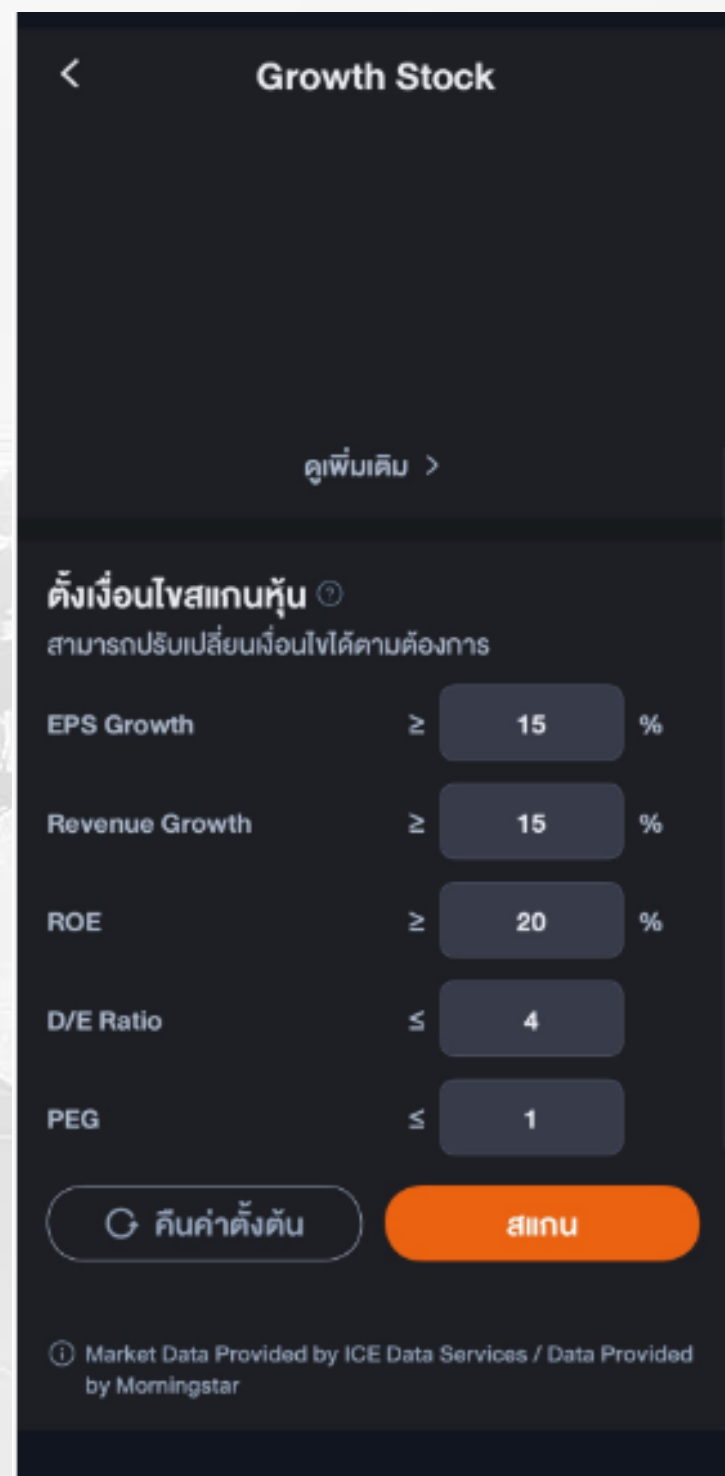 Growth Stock
ดูเพิ่มเติม >
ตั้งเงื่อนไขสแกนหุ้น
สามารถปรับเปลี่ยนเงื่อนไขได้ตามต้องการ
EPS Growth ≥ 15 %
Revenue Growth ≥ 15 %
ROE ≥ 20 %
D/E Ratio ≤ 4
PEG ≤ 1
คืนค่าตั้งต้น สแกน
Market Data Provided by ICE Data Services / Data Provided
by Morningstar